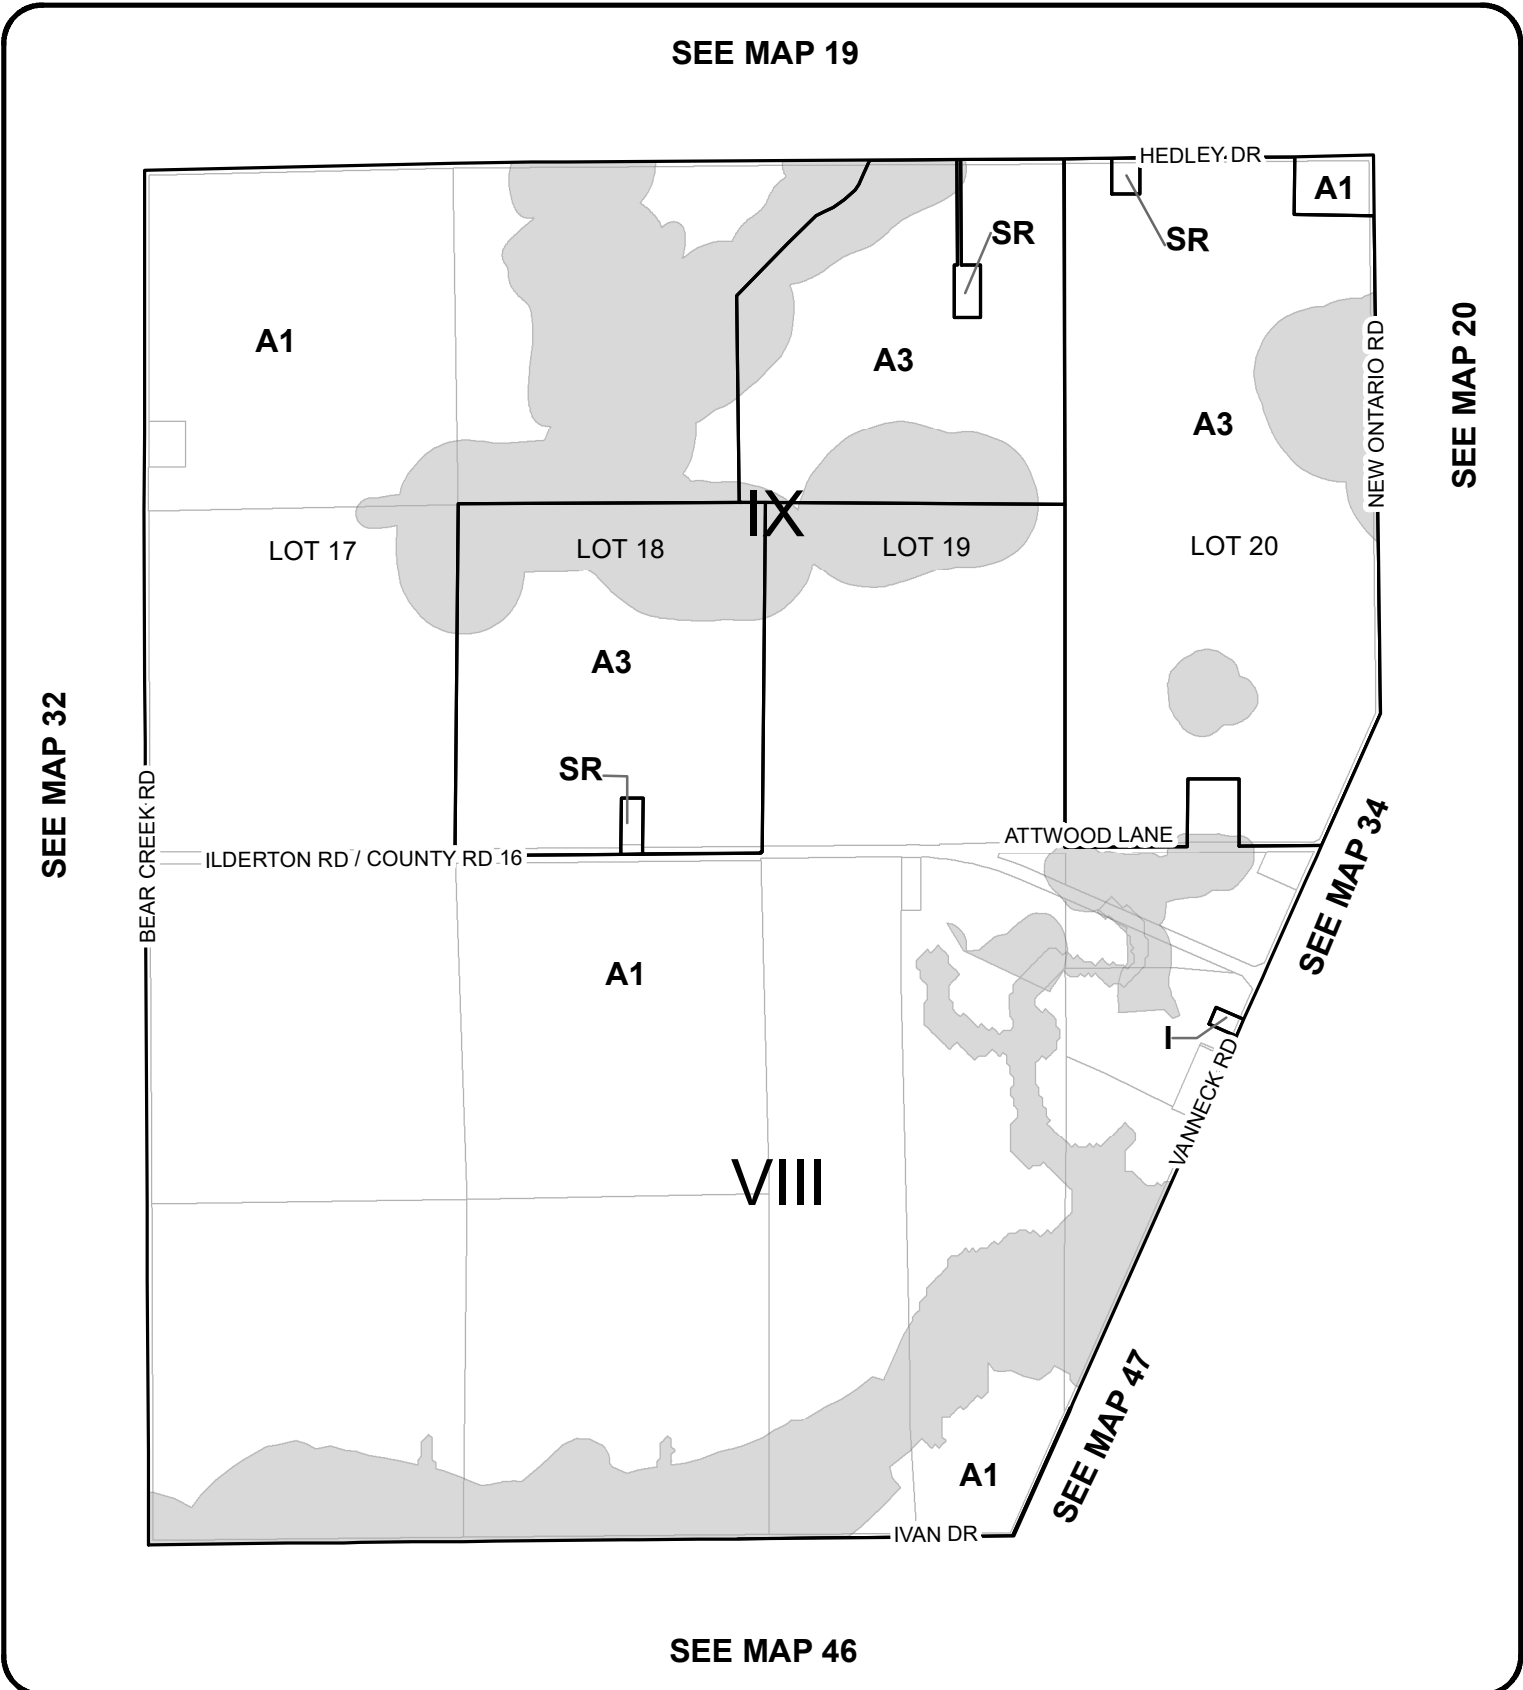 SEE MAP 19
HEDLEY DR
A1
SR
SR
A1
A3
A3
SEE MAP 20
NEW ONTARIO RD
IX
LOT 17
LOT 18
LOT 19
LOT 20
A3
SR
SEE MAP 32
BEAR CREEK RD
ILDERTON RD / COUNTY RD 16
ATTWOOD LANE
SEE MAP 34
A1
I
VANNECK RD
VIII
SEE MAP 47
A1
IVAN DR
SEE MAP 46